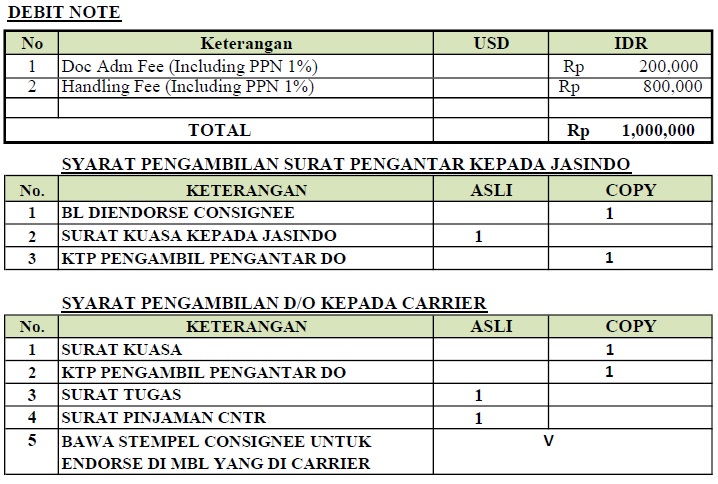 DEBIT NOTE
No Keterangan USD IDR
1 Doc Adm Fee (Including PPN 1%) Rp 200,000
2 Handling Fee (Including PPN 1%) Rp 800,000
TOTAL Rp 1,000,000
SYARAT PENGAMBILAN SURAT PENGANTAR KEPADA JASINDO
No. KETERANGAN ASLI COPY
1 BL DIENDORSE CONSIGNEE 1
2 SURAT KUASA KEPADA JASINDO 1
3 KTP PENGAMBIL PENGANTAR DO 1
SYARAT PENGAMBILAN D/O KEPADA CARRIER
No. KETERANGAN ASLI COPY
1 SURAT KUASA 1
2 KTP PENGAMBIL PENGANTAR DO 1
3 SURAT TUGAS 1
4 SURAT PINJAMAN CNTR 1
5 BAWA STEMPEL CONSIGNEE UNTUK V
ENDORSE DI MBL YANG DI CARRIER